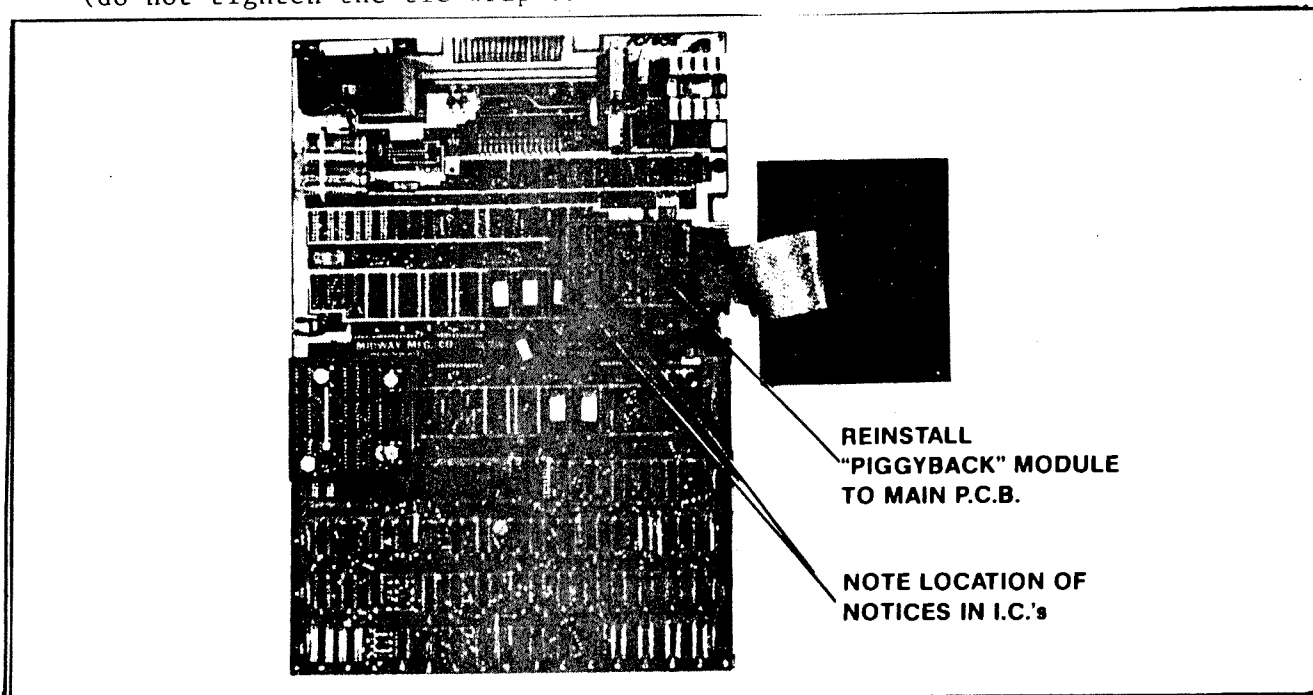 (do not tighten the tie wrap
MIDWAY MFG. CO
REINSTALL
"PIGGYBACK" MODULE
TO MAIN P.C.B.
NOTE LOCATION OF
NOTICES IN I.C.'s